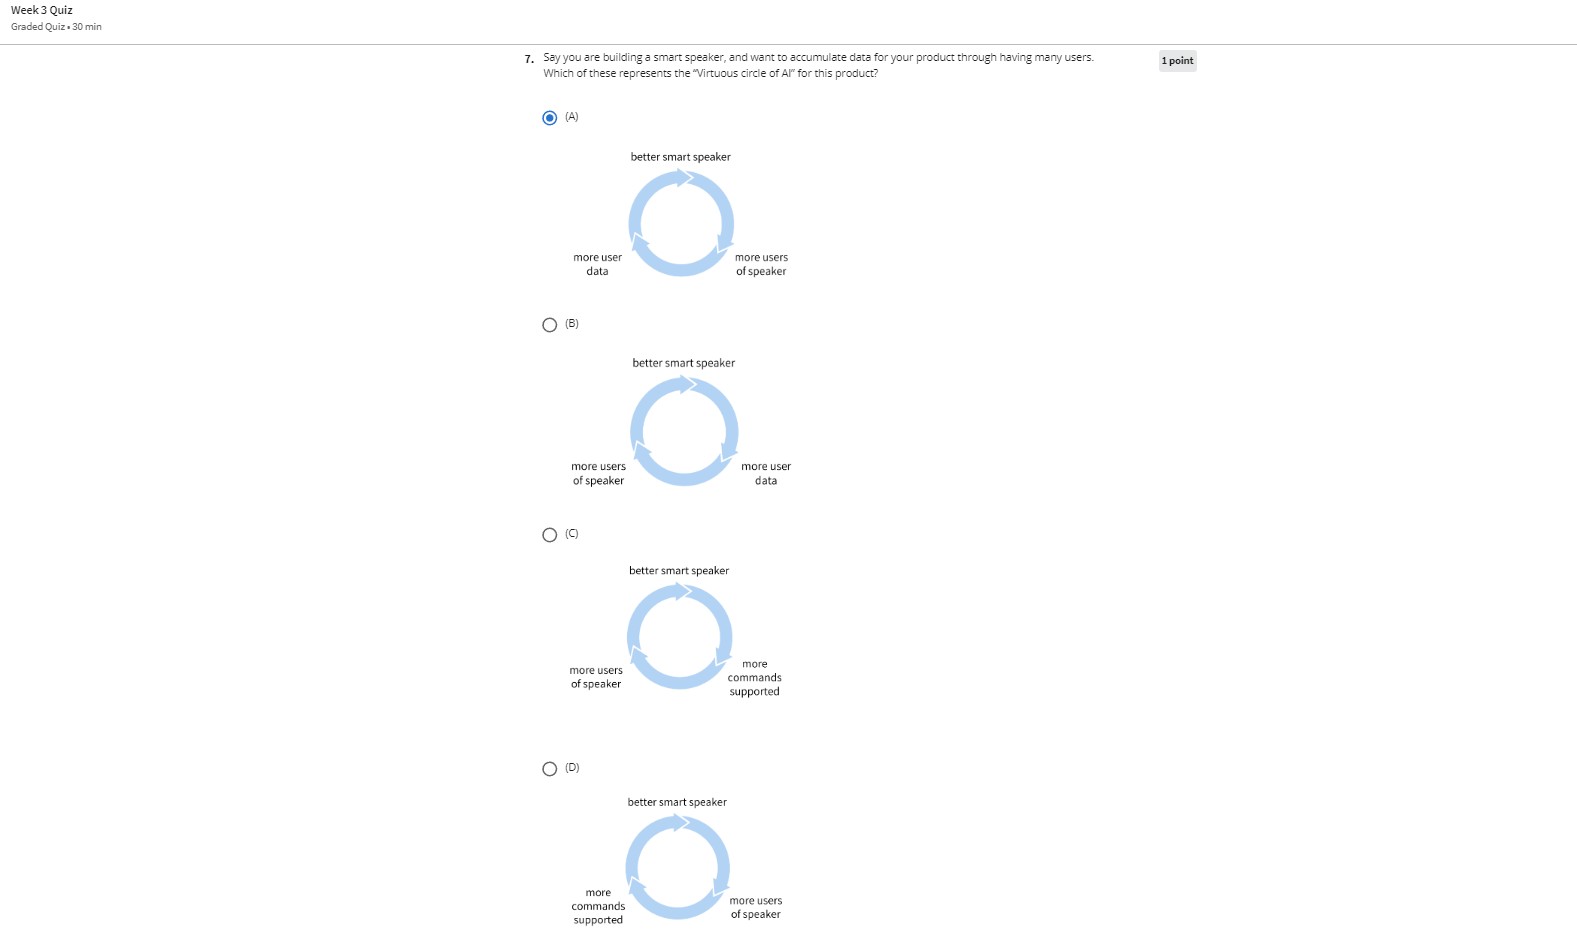 Week 3 Quiz
Graded Quiz • 30 min
7. Say you are building a smart speaker, and want to accumulate data for your product through having many users.
1 point
Which of these represents the "Virtuous circle of AI" for this product?
(A)
better smart speaker
more user
data
more users
of speaker
(B)
better smart speaker
more users
of speaker
more user
data
(C)
better smart speaker
more users
of speaker
more
commands
supported
(D)
better smart speaker
more
commands
supported
more users
of speaker